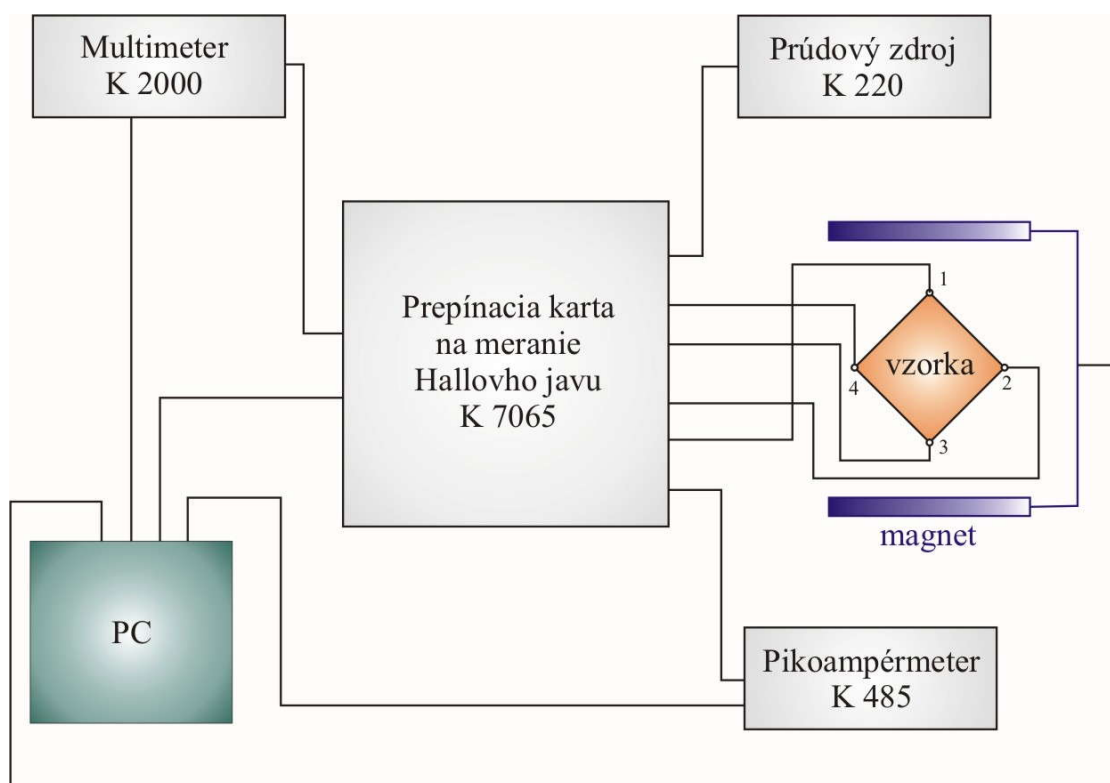 Multimeter
K 2000
Prúdový zdroj
K 220
Prepínacia karta
na meranie
Hallovho javu
K 7065
1
vzorka
4
2
3
magnet
PC
Pikoampérmeter
K 485